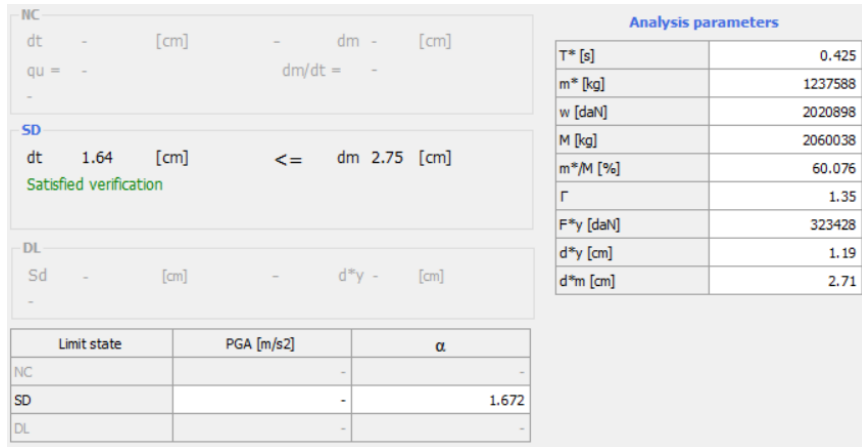 NC
dt - [cm] - dm - [cm]
qu = - dm/dt = -
-
SD
dt 1.64 [cm] <= dm 2.75 [cm]
Satisfied verification
DL
Sd - [cm] - d*y - [cm]
-
Limit state PGA [m/s2] α
NC - -
SD - 1.672
DL - -
Analysis parameters
T* [s] 0.425
m* [kg] 1237588
w [daN] 2020898
M [kg] 2060038
m*/M [%] 60.076
Γ 1.35
F*y [daN] 323428
d*y [cm] 1.19
d*m [cm] 2.71